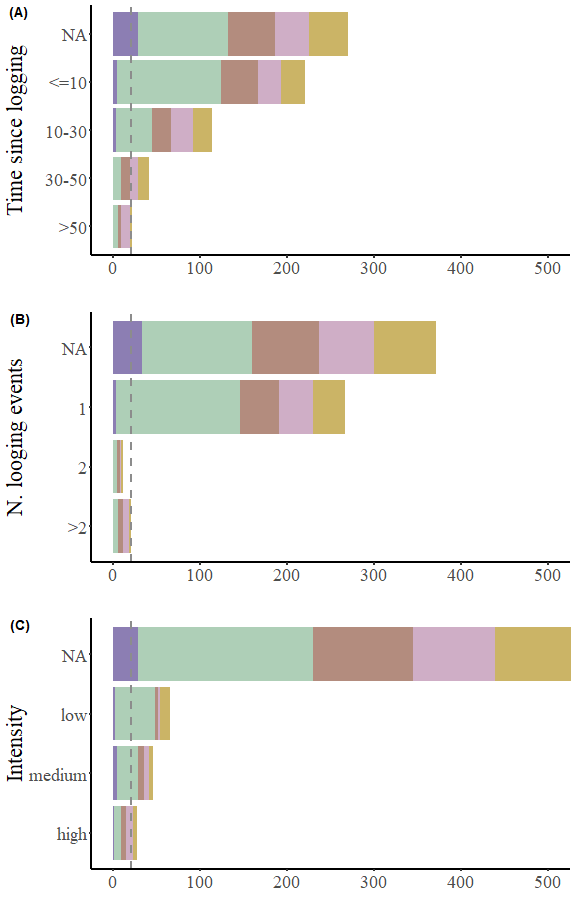 (A)
Time since logging
NA
<=10
10-30
30-50
>50
0 100 200 300 400 500
(B)
N. looging events
NA
1
2
>2
0 100 200 300 400 500
(C)
Intensity
NA
low
medium
high
0 100 200 300 400 500